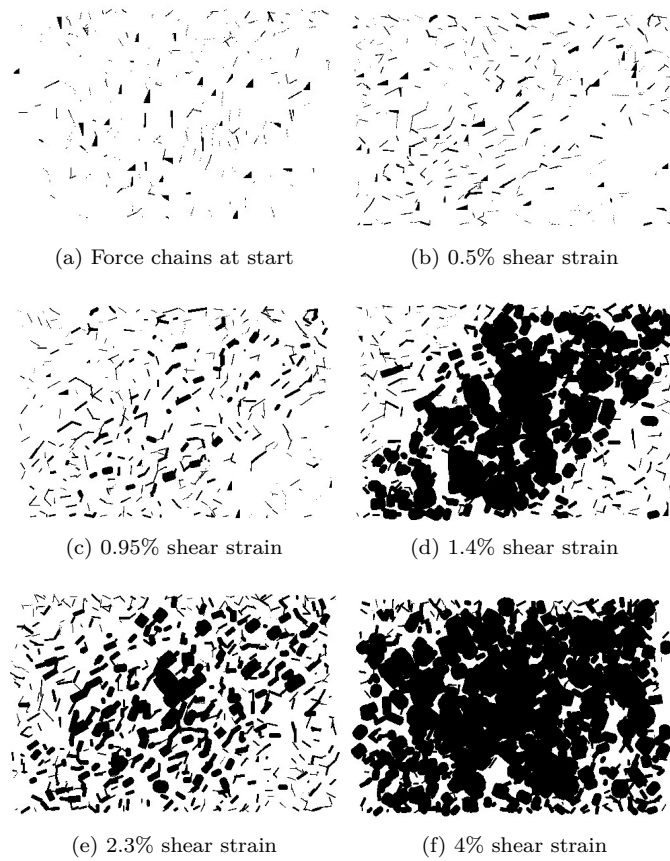 (a) Force chains at start
(b) 0.5% shear strain
(c) 0.95% shear strain
(d) 1.4% shear strain
(e) 2.3% shear strain
(f) 4% shear strain